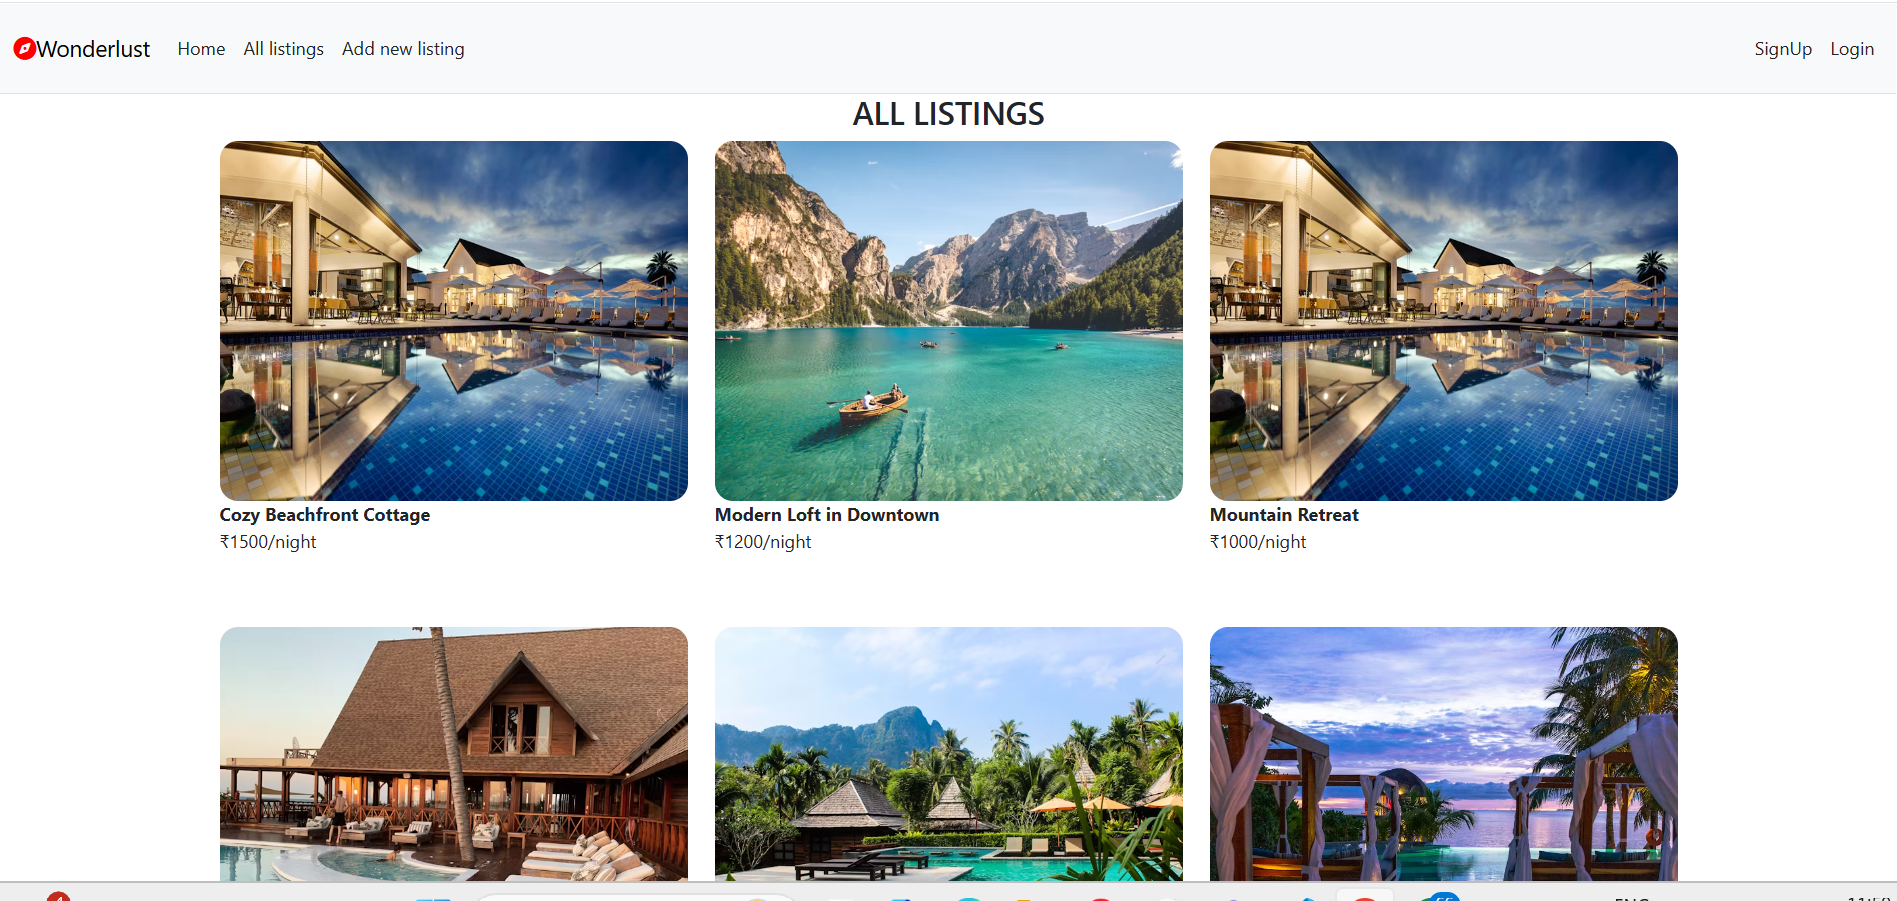 Wonderlust Home All listings Add new listing SignUp Login
ALL LISTINGS
Cozy Beachfront Cottage
₹1500/night
Modern Loft in Downtown
₹1200/night
Mountain Retreat
₹1000/night